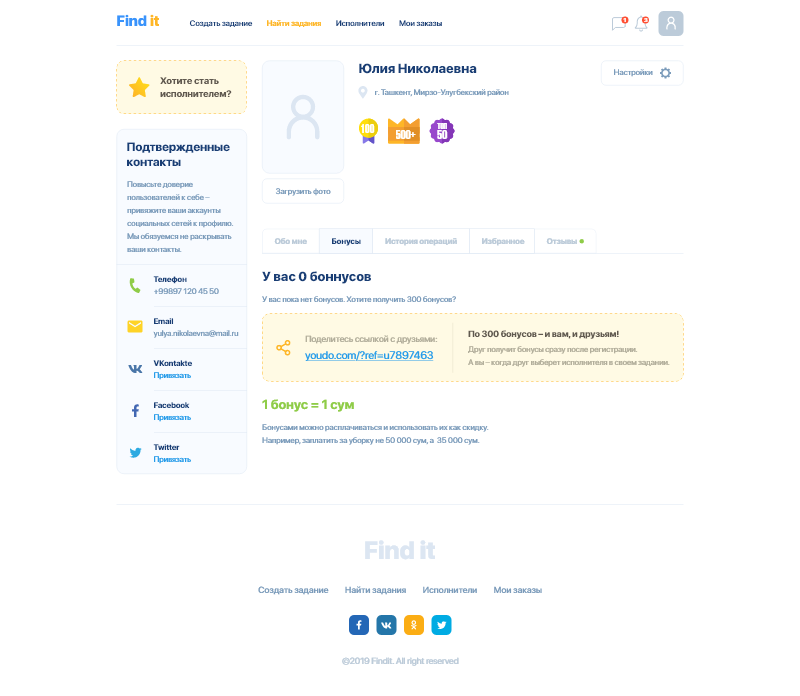 Find it
Создать задание
Найти задания
Исполнители
Мои заказы
1
3
Хотите стать
исполнителем?
Подтвержденные
контакты
Повысьте доверие
пользователей к себе –
привяжите ваши аккаунты
социальных сетей к профилю.
Мы обязуемся не раскрывать
ваши контакты.
Телефон
+99897 120 45 50
Email
yulya.nikolaevna@mail.ru
VKontakte
Привязать
Facebook
Привязать
Twitter
Привязать
Загрузить фото
Юлия Николаевна
г. Ташкент, Мирзо-Улугбекский район
100
500+
ТОП
50
Настройки
Обо мне
Бонусы
История операций
Избранное
Отзывы
У вас 0 боннусов
У вас пока нет бонусов. Хотите получить 300 бонусов?
Поделитесь ссылкой с друзьями:
youdo.com/?ref=u7897463
По 300 бонусов – и вам, и друзьям!
Друг получит бонусы сразу после регистрации.
А вы – когда друг выберет исполнителя в своем задании.
1 бонус = 1 сум
Бонусами можно расплачиваться и использовать их как скидку.
Например, заплатить за уборку не 50 000 сум, а 35 000 сум.
Find it
Создать задание
Найти задания
Исполнители
Мои заказы
©2019 Findit. All right reserved